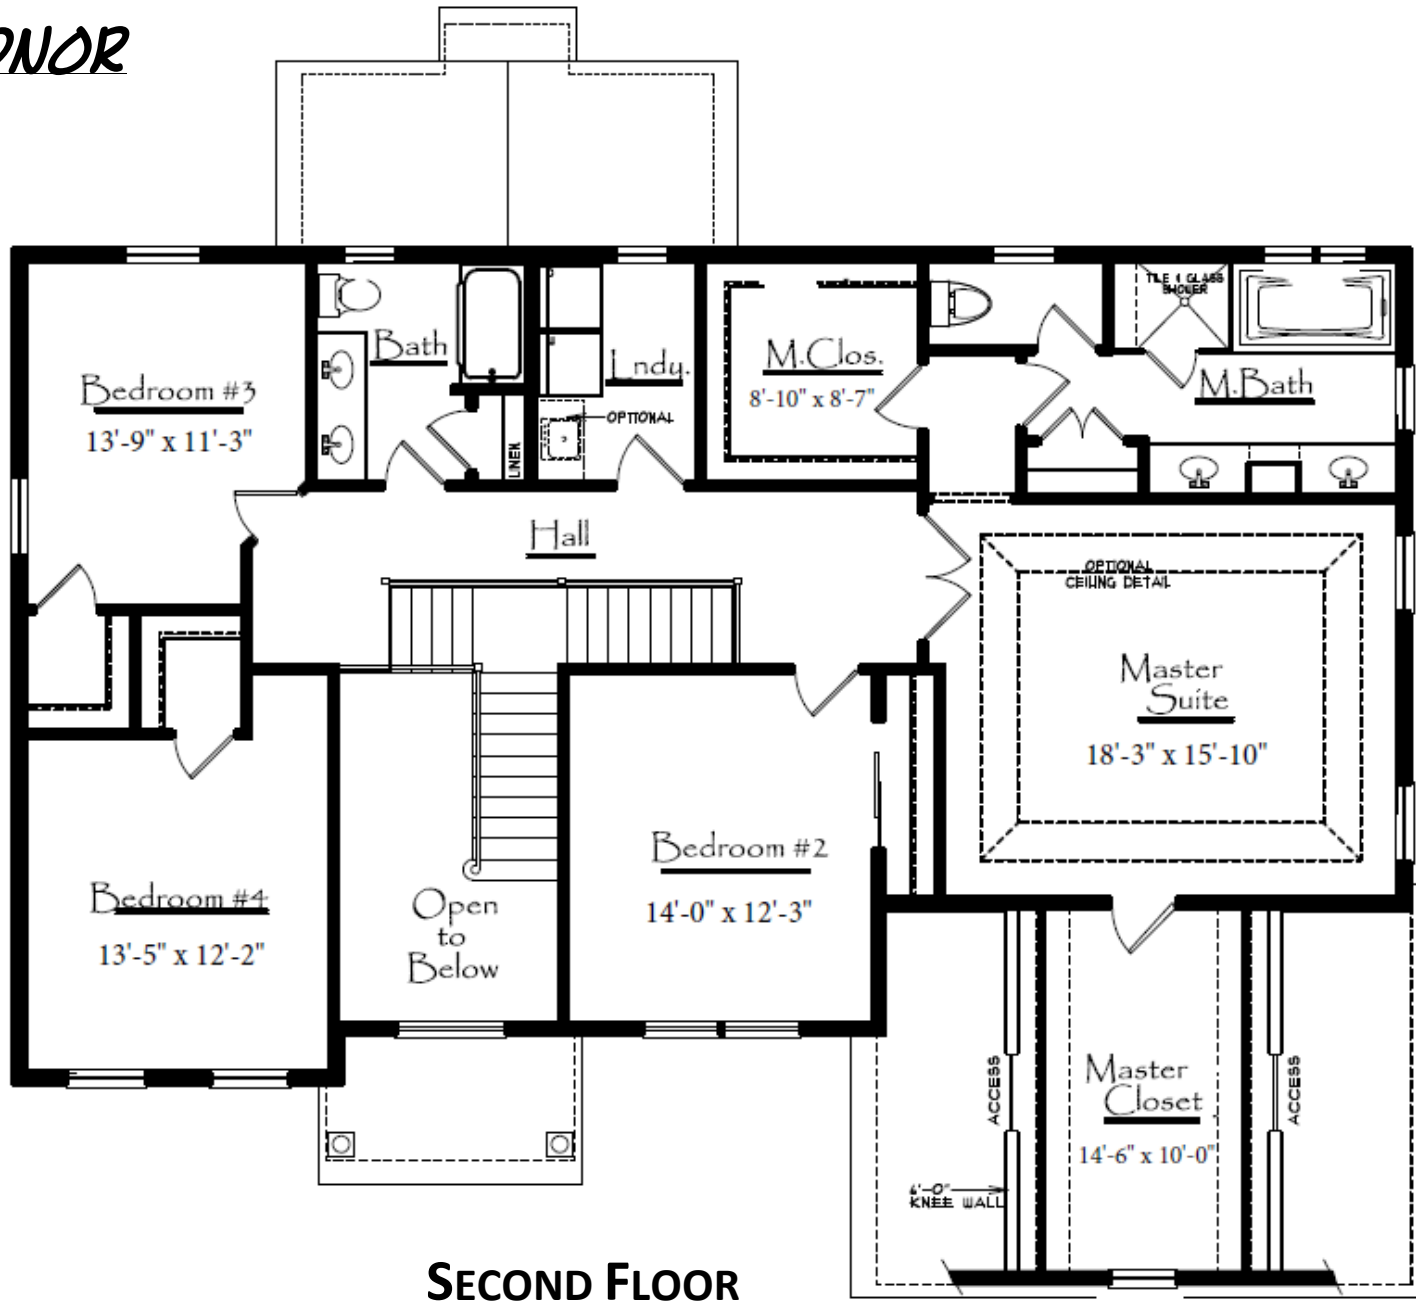 ONOR
TILE & GLASS
SHOWER
Bath
M.Clos.
8'-10" x 8'-7"
Lndy.
M.Bath
Bedroom #3
13'-9" x 11'-3"
OPTIONAL
LINEN
Hall
OPTIONAL
CEILING DETAIL
Master
Suite
18'-3" x 15'-10"
Bedroom #2
14'-0" x 12'-3"
Bedroom #4
13'-5" x 12'-2"
Open
to
Below
ACCESS
Master
Closet
14'-6" x 10'-0"
ACCESS
6'-0"
KNEE WALL
SECOND FLOOR